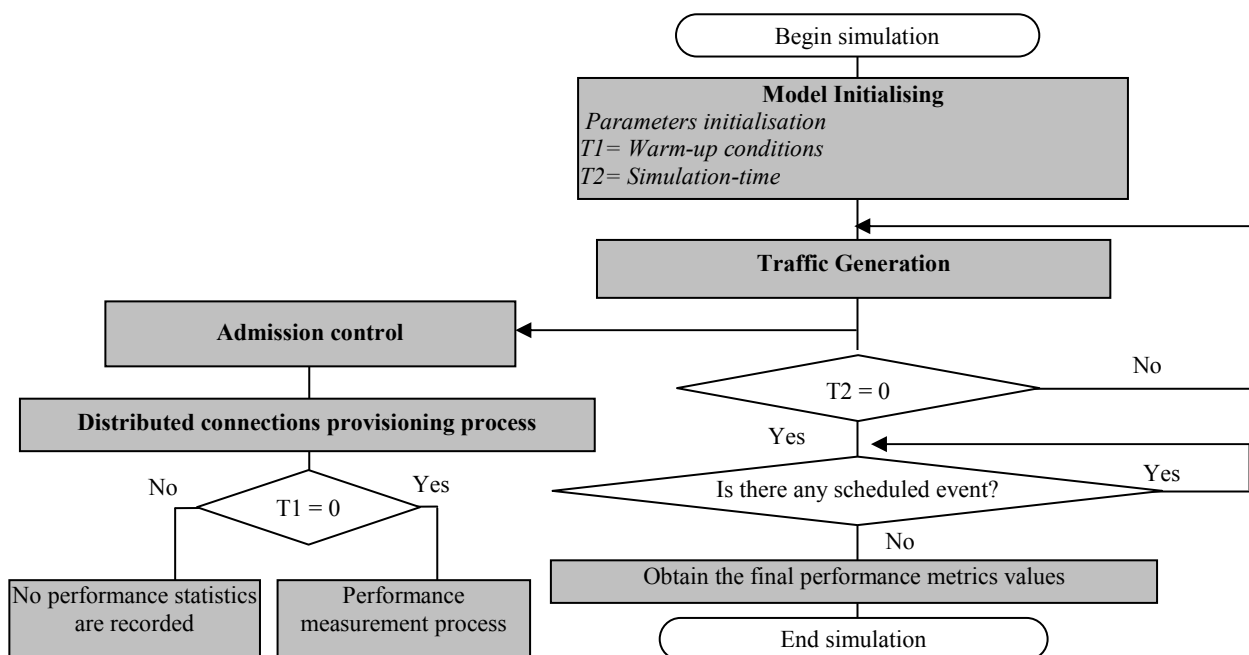 Begin simulation
Model Initialising
Parameters initialisation
T1= Warm-up conditions
T2= Simulation-time
Traffic Generation
Admission control
No
T2 = 0
Distributed connections provisioning process
Yes
No
Yes
T1 = 0
Is there any scheduled event?
Yes
No
No performance statistics
are recorded
Performance
measurement process
Obtain the final performance metrics values
End simulation